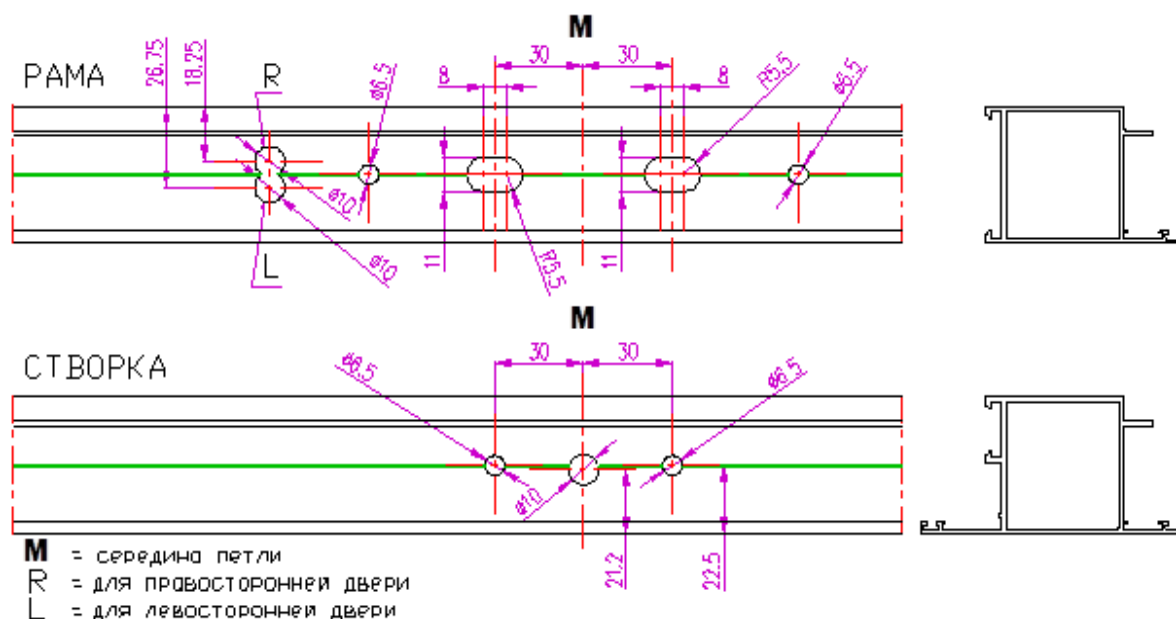 M
30 30
26.75 18.25 R ø6.5 8 8 R5.5 ø6.5
РАМА
ø10
ø10
L 11 R5.5 11
M
30 30
СТВОРКА ø6.5 ø6.5
ø10
21.2 22.5
M = середина петли
R = для правосторонней двери
L = для левосторонней двери